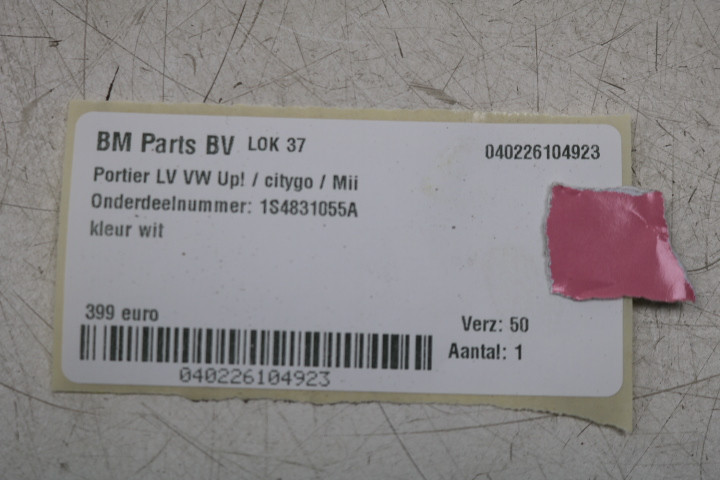 BM Parts BV LOK 37
040226104923
Portier LV VW Up! / citygo / Mii
Onderdeelnummer: 1S4831055A
kleur wit
399 euro
Verz: 50
Aantal: 1
040226104923